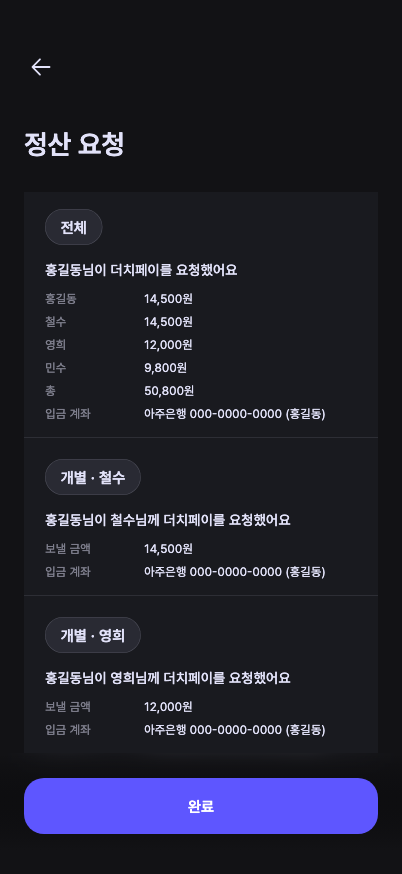 정산 요청
전체
홍길동님이 더치페이를 요청했어요
홍길동 14,500원
철수 14,500원
영희 12,000원
민수 9,800원
총 50,800원
입금 계좌 아주은행 000-0000-0000 (홍길동)
개별 · 철수
홍길동님이 철수님께 더치페이를 요청했어요
보낼 금액 14,500원
입금 계좌 아주은행 000-0000-0000 (홍길동)
개별 · 영희
홍길동님이 영희님께 더치페이를 요청했어요
보낼 금액 12,000원
입금 계좌 아주은행 000-0000-0000 (홍길동)
완료